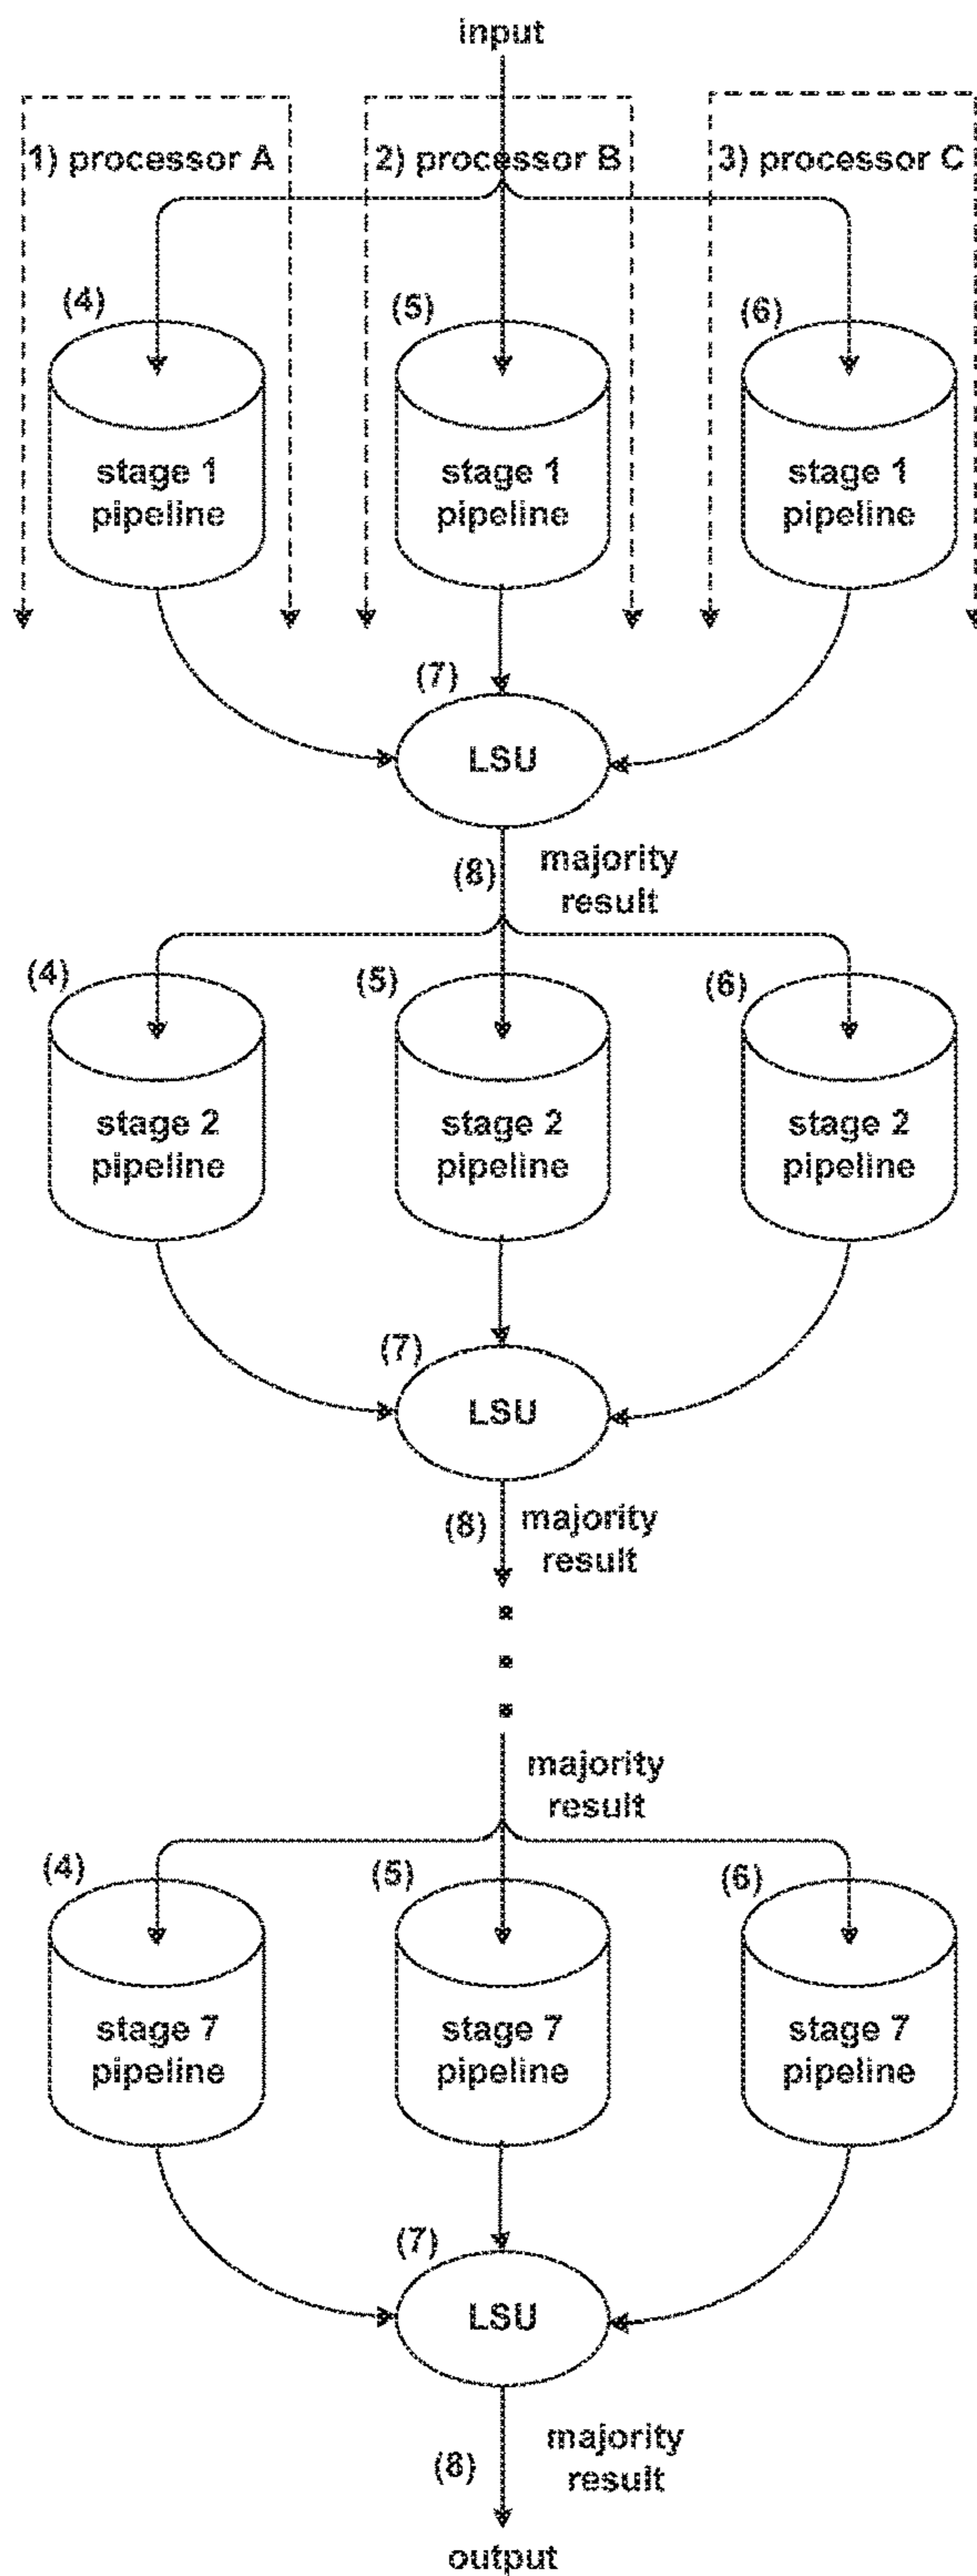 input
1) processor A
2) processor B
3) processor C
(4)
(5)
(6)
stage 1
pipeline
stage 1
pipeline
stage 1
pipeline
(7)
LSU
(8)
majority
result
(4)
(5)
(6)
stage 2
pipeline
stage 2
pipeline
stage 2
pipeline
(7)
LSU
(8)
majority
result
majority
result
(4)
(5)
(6)
stage 7
pipeline
stage 7
pipeline
stage 7
pipeline
(7)
LSU
(8)
majority
result
output